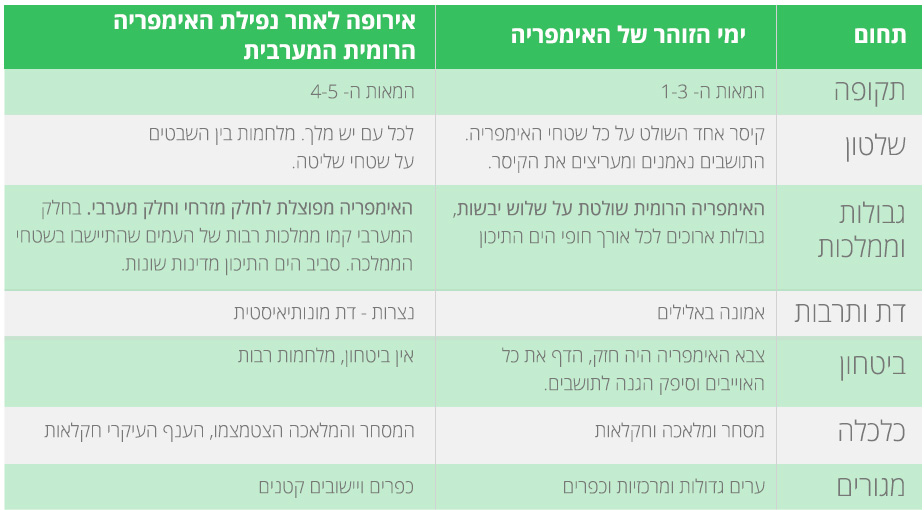 תחום
ימי הזוהר של האימפריה
אירופה לאחר נפילת האימפריה
הרומית המערבית
תקופה
המאות ה- 1-3
המאות ה- 4-5
שלטון
קיסר אחד השולט על כל שטחי האימפריה.
התושבים נאמנים ומעריצים את הקיסר.
לכל עם יש מלך. מלחמות בין השבטים
על שטחי שליטה.
גבולות
וממלכות
האימפריה הרומית שולטת על שלוש יבשות,
גבולות ארוכים לכל אורך חופי הים התיכון
האימפריה מפוצלת לחלק מזרחי וחלק מערבי. בחלק
המערבי קמו ממלכות רבות של העמים שהתיישבו בשטחי
הממלכה. סביב הים התיכון מדינות שונות.
דת ותרבות
אמונה באלילים
נצרות - דת מונותיאיסטית
ביטחון
צבא האימפריה היה חזק, הדף את כל
האוייבים וסיפק הגנה לתושבים.
אין ביטחון, מלחמות רבות
כלכלה
מסחר ומלאכה וחקלאות
המסחר והמלאכה הצטמצמו, הענף העיקרי חקלאות
מגורים
ערים גדולות ומרכזיות וכפרים
כפרים ויישובים קטנים